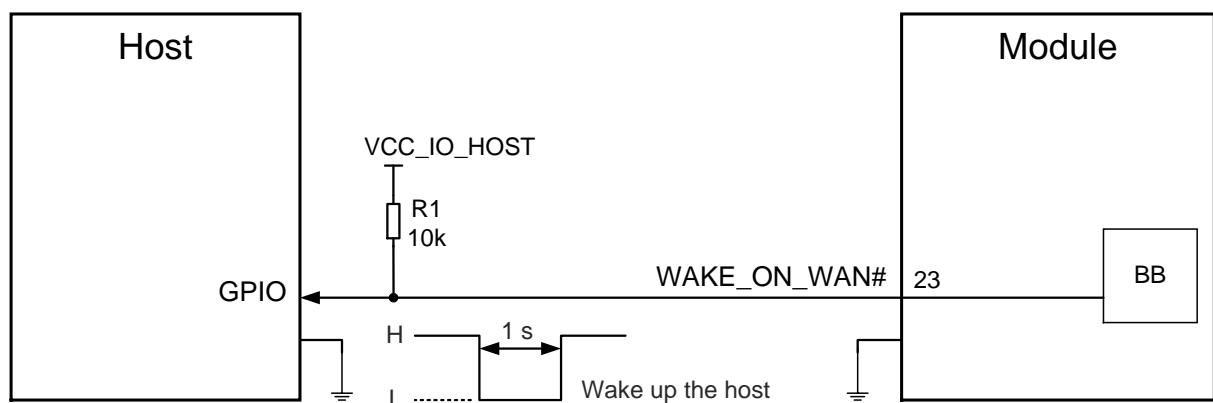 Host
Module
VCC_IO_HOST
R1
10k
GPIO
WAKE_ON_WAN#
23
BB
H
1 s
L
Wake up the host